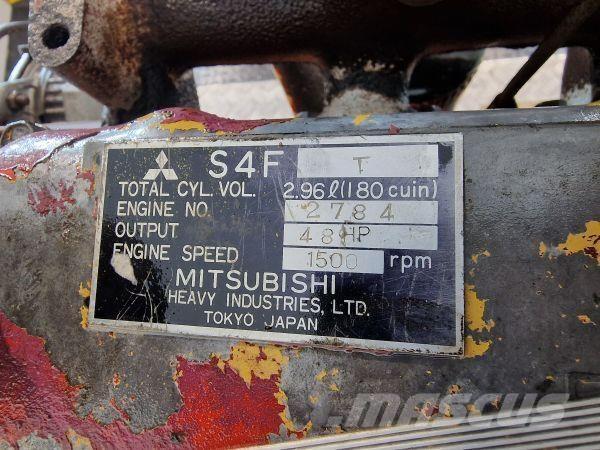 S4F T
TOTAL CYL. VOL. 2.96ℓ(180 cuin)
ENGINE NO. 2784
OUTPUT 48HP
ENGINE SPEED 1500 rpm
MITSUBISHI
HEAVY INDUSTRIES, LTD.
TOKYO JAPAN
MASCUS